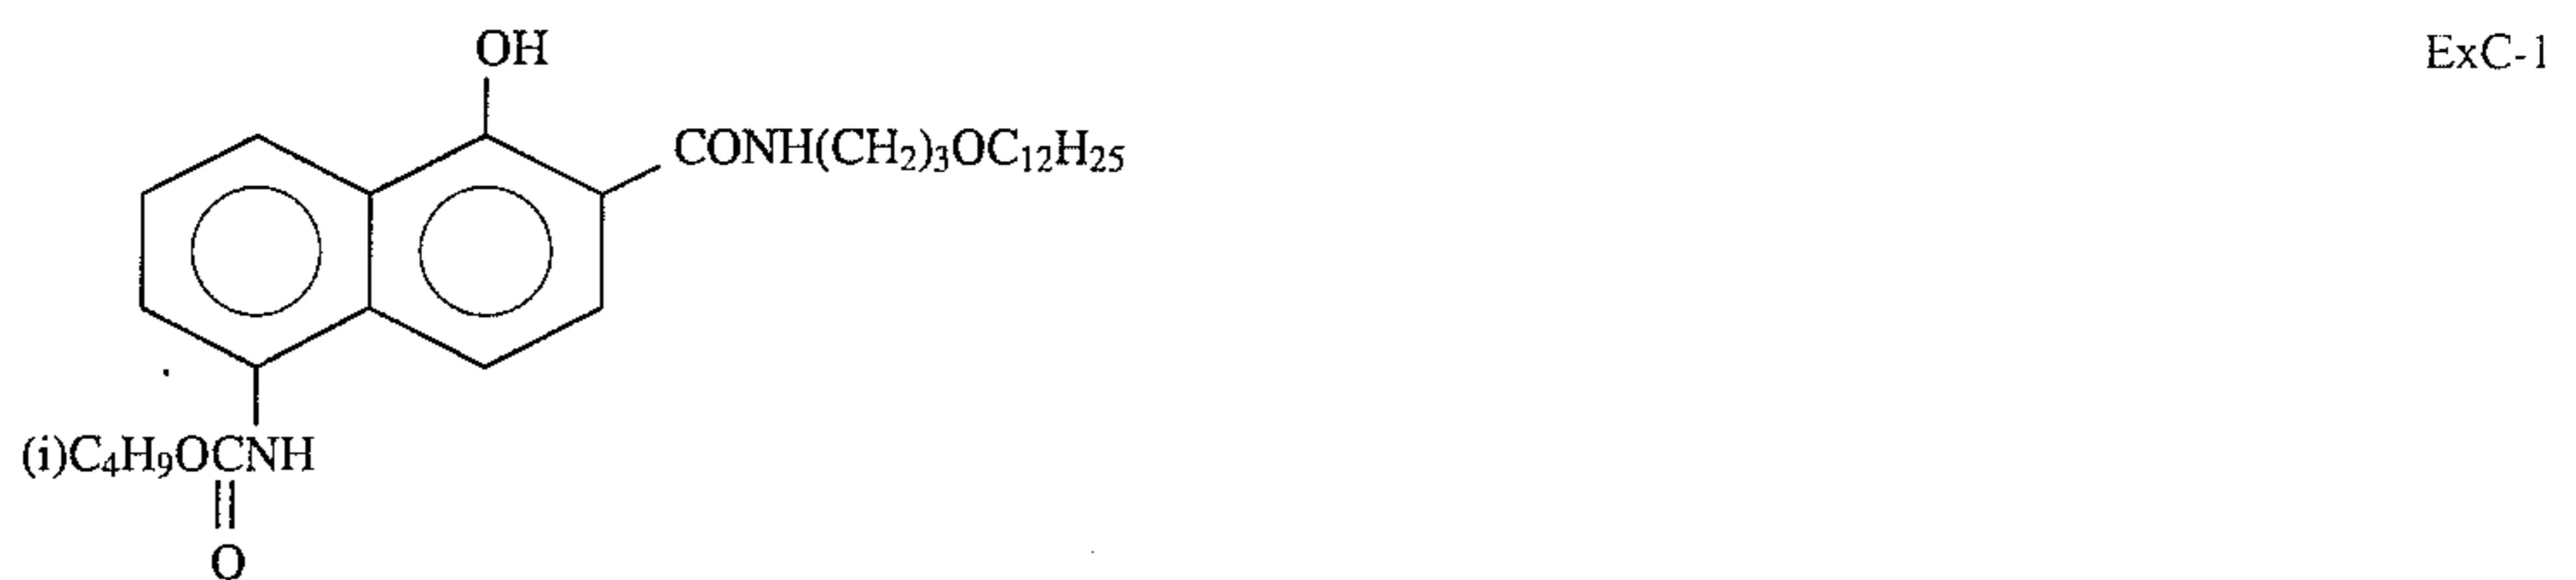 OH
ExC-1
CONH(CH₂)₃OC₁₂H₂₅
(i)C₄H₉OCNH
O